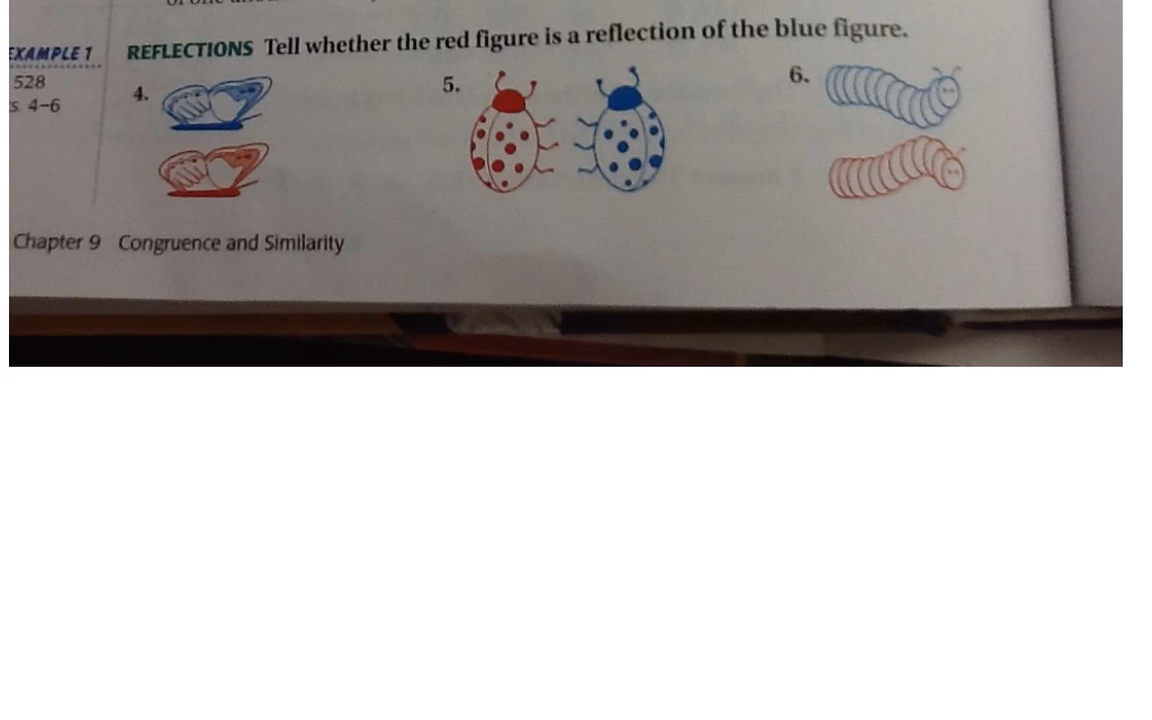 EXAMPLE 1
528
s. 4–6
REFLECTIONS Tell whether the red figure is a reflection of the blue figure.
4.
5.
6.
Chapter 9 Congruence and Similarity